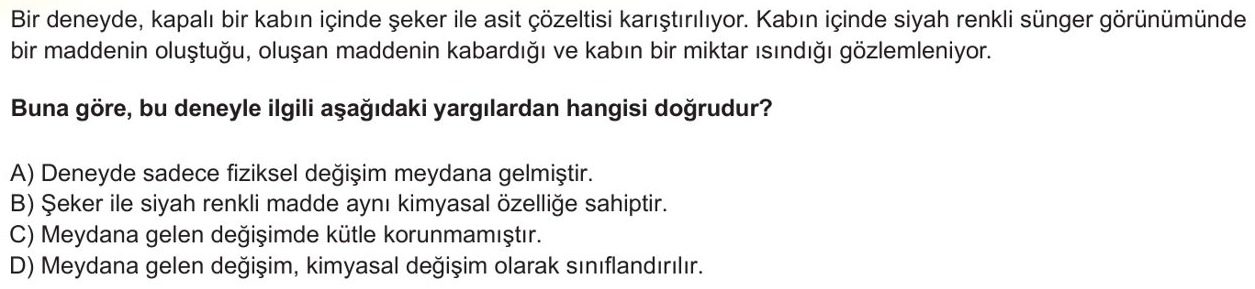 Bir deneyde, kapalı bir kabın içinde şeker ile asit çözeltisi karıştırılıyor. Kabın içinde siyah renkli sünger görünümünde
bir maddenin oluştuğu, oluşan maddenin kabardığı ve kabın bir miktar ısındığı gözlemleniyor.
Buna göre, bu deneyle ilgili aşağıdaki yargılardan hangisi doğrudur?
A) Deneyde sadece fiziksel değişim meydana gelmiştir.
B) Şeker ile siyah renkli madde aynı kimyasal özelliğe sahiptir.
C) Meydana gelen değişimde kütle korunmamıştır.
D) Meydana gelen değişim, kimyasal değişim olarak sınıflandırılır.